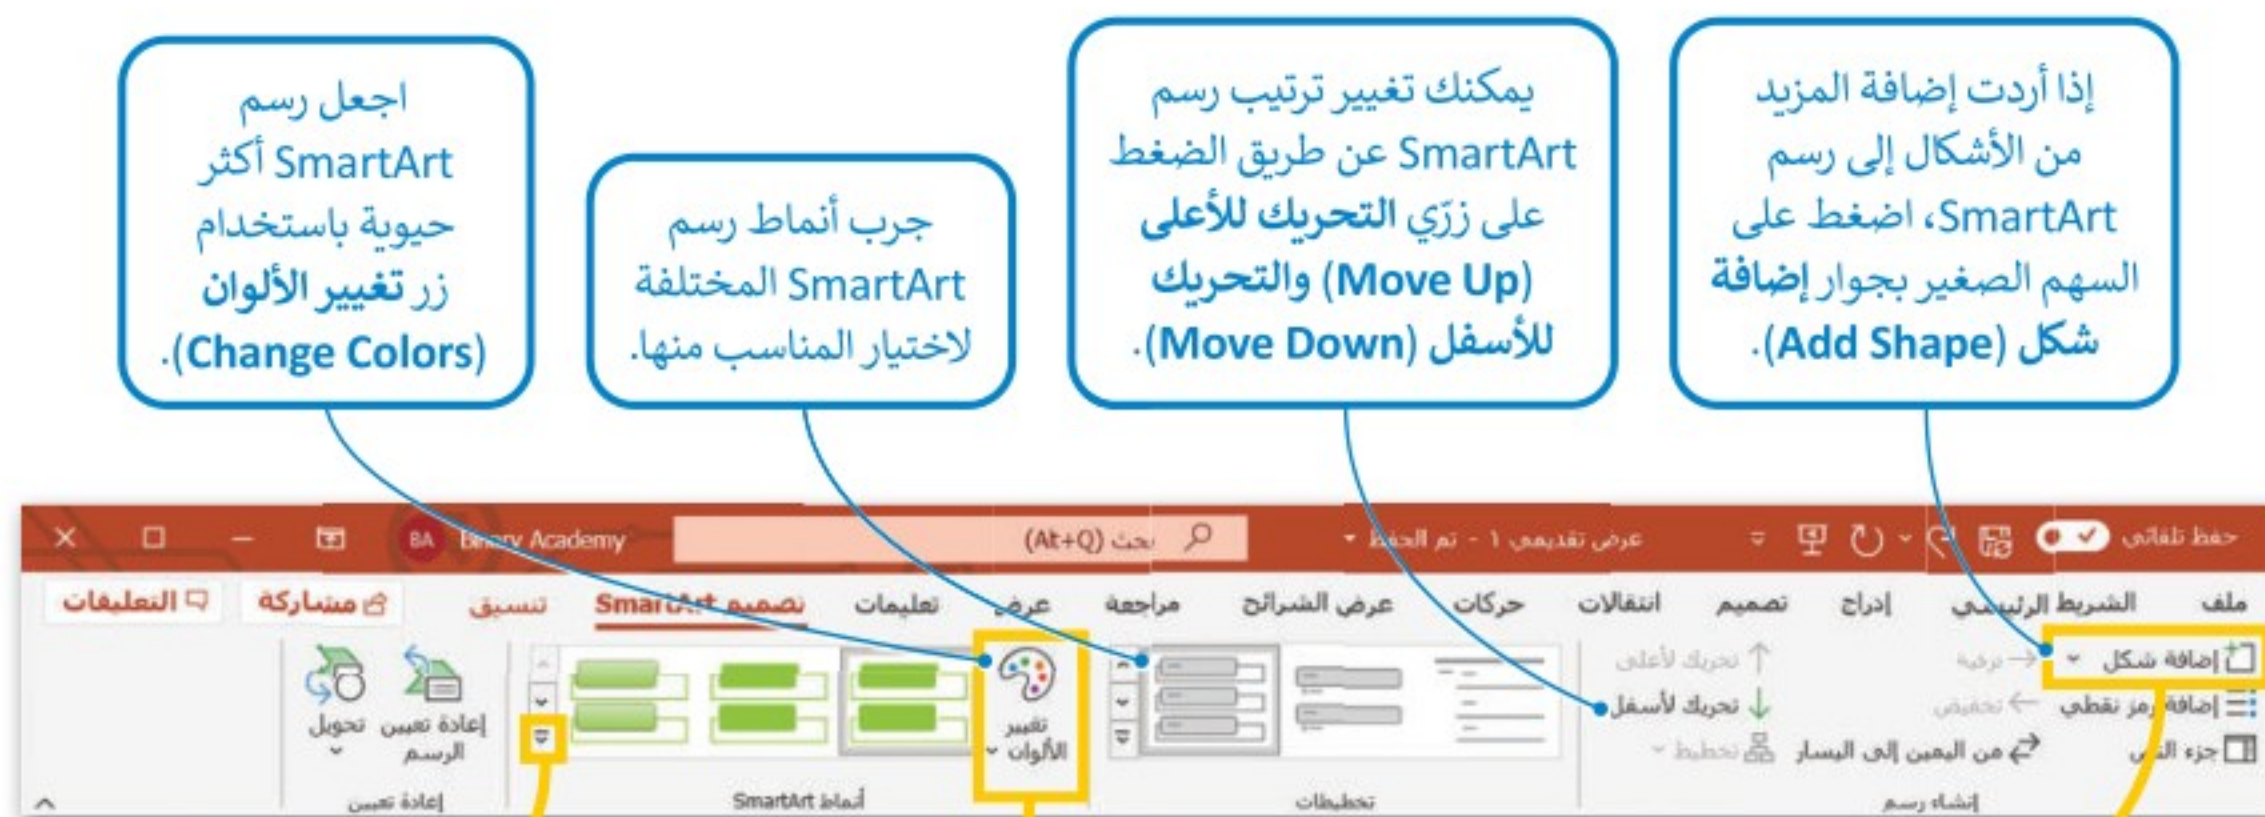 إذا أردت إضافة المزيد
من الأشكال إلى رسم
SmartArt، اضغط على
السهم الصغير بجوار إضافة
شكل (Add Shape).
يمكنك تغيير ترتيب رسم
SmartArt عن طريق الضغط
على زرّي التحريك للأعلى
(Move Up) والتحريك
للأسفل (Move Down).
جرب أنماط رسم
SmartArt المختلفة
لاختيار المناسب منها.
اجعل رسم
SmartArt أكثر
حيوية باستخدام
زر تغيير الألوان
(Change Colors).
حفظ تلقائي
عرض تقديمي ١ - تم الحفظ
بحث (Alt+Q)
Binary Academy
BA
ملف الشريط الرئيسي إدراج تصميم انتقالات حركات عرض الشرائح مراجعة عرض تعليمات تصميم SmartArt تنسيق مشاركة التعليقات
إضافة شكل
ترقية
تحريك لأعلى
إضافة رمز نقطي
تخفيض
تحريك لأسفل
جزء النص
من اليمين إلى اليسار
تخطيط
تغيير
الألوان
إعادة تعيين
الرسم
تحويل
إنشاء رسم
تخطيطات
أنماط SmartArt
إعادة تعيين